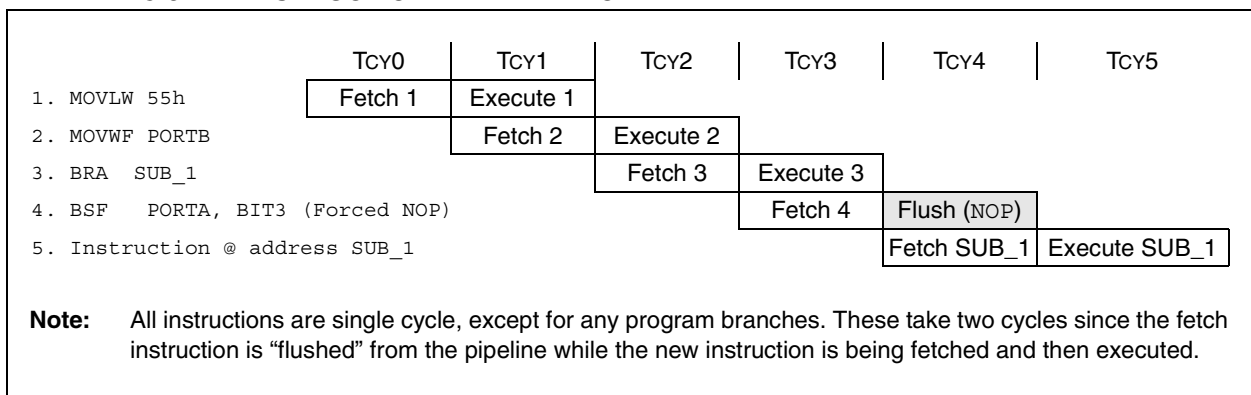 TCY0 TCY1 TCY2 TCY3 TCY4 TCY5
1. MOVLW 55h Fetch 1 Execute 1
2. MOVWF PORTB Fetch 2 Execute 2
3. BRA SUB_1 Fetch 3 Execute 3
4. BSF PORTA, BIT3 (Forced NOP) Fetch 4 Flush (NOP)
5. Instruction @ address SUB_1 Fetch SUB_1 Execute SUB_1
Note: All instructions are single cycle, except for any program branches. These take two cycles since the fetch
instruction is “flushed” from the pipeline while the new instruction is being fetched and then executed.